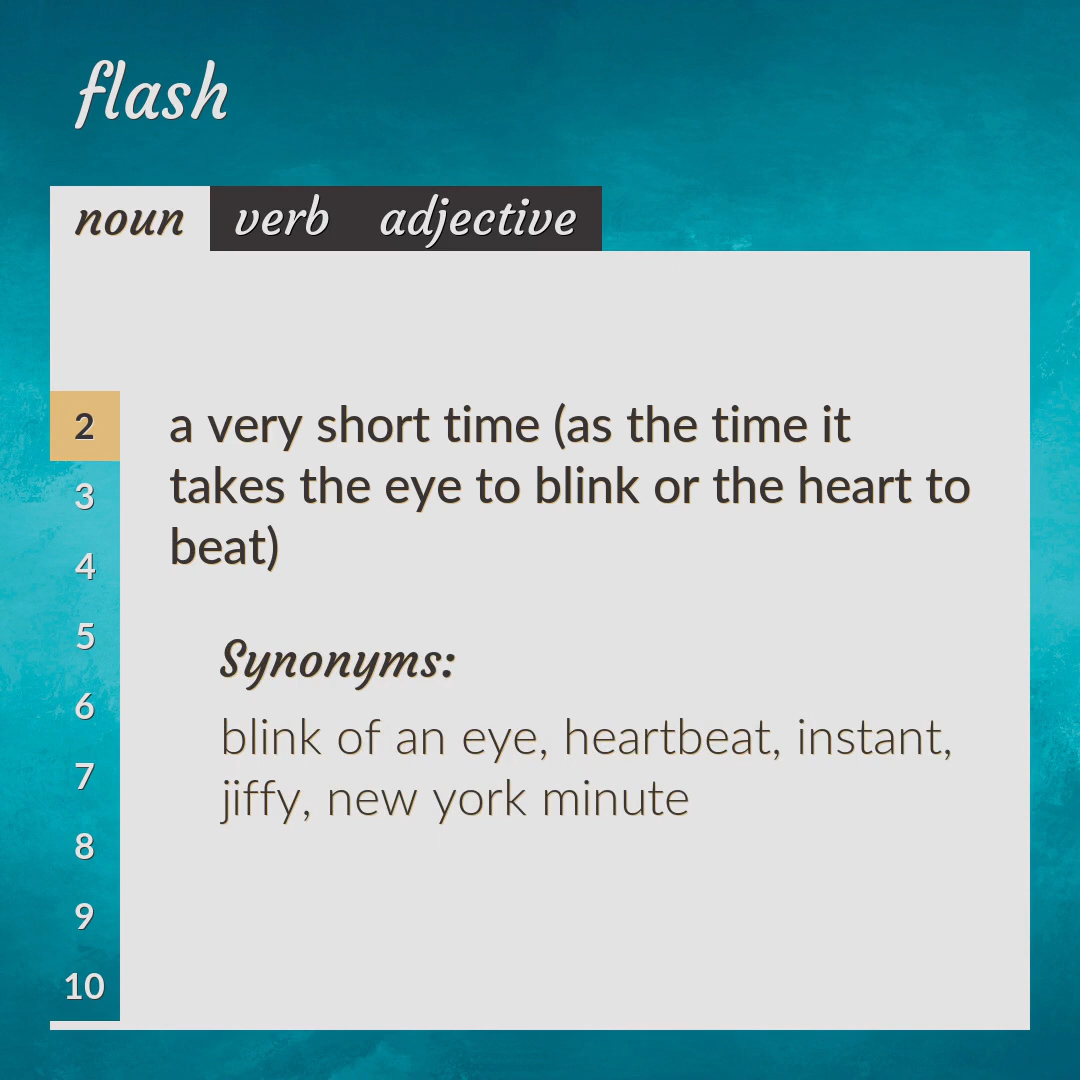 flash
noun verb adjective
2
a very short time (as the time it
takes the eye to blink or the heart to
beat)
3
4
5
6
7
8
9
10
Synonyms:
blink of an eye, heartbeat, instant,
jiffy, new york minute